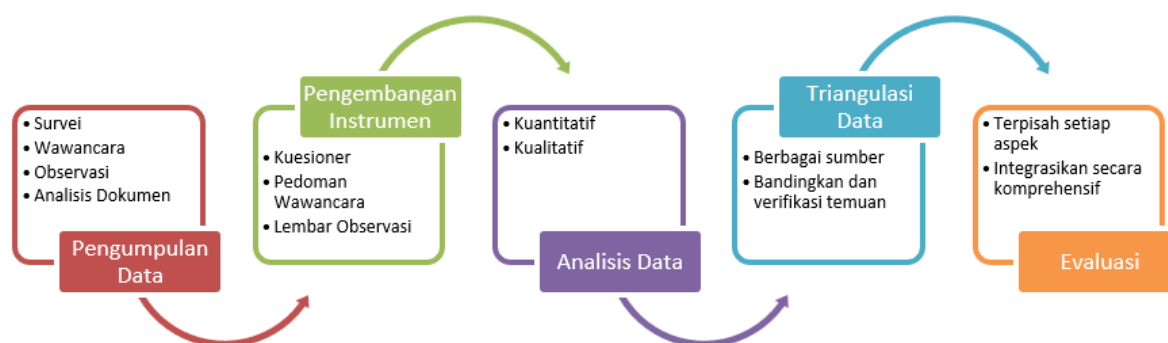 • Survei
• Wawancara
• Observasi
• Analisis Dokumen
Pengumpulan
Data
Pengembangan
Instrumen
• Kuesioner
• Pedoman
Wawancara
• Lembar Observasi
• Kuantitatif
• Kualitatif
Analisis Data
Triangulasi
Data
• Berbagai sumber
• Bandingkan dan
verifikasi temuan
• Terpisah setiap
aspek
• Integrasikan secara
komprehensif
Evaluasi